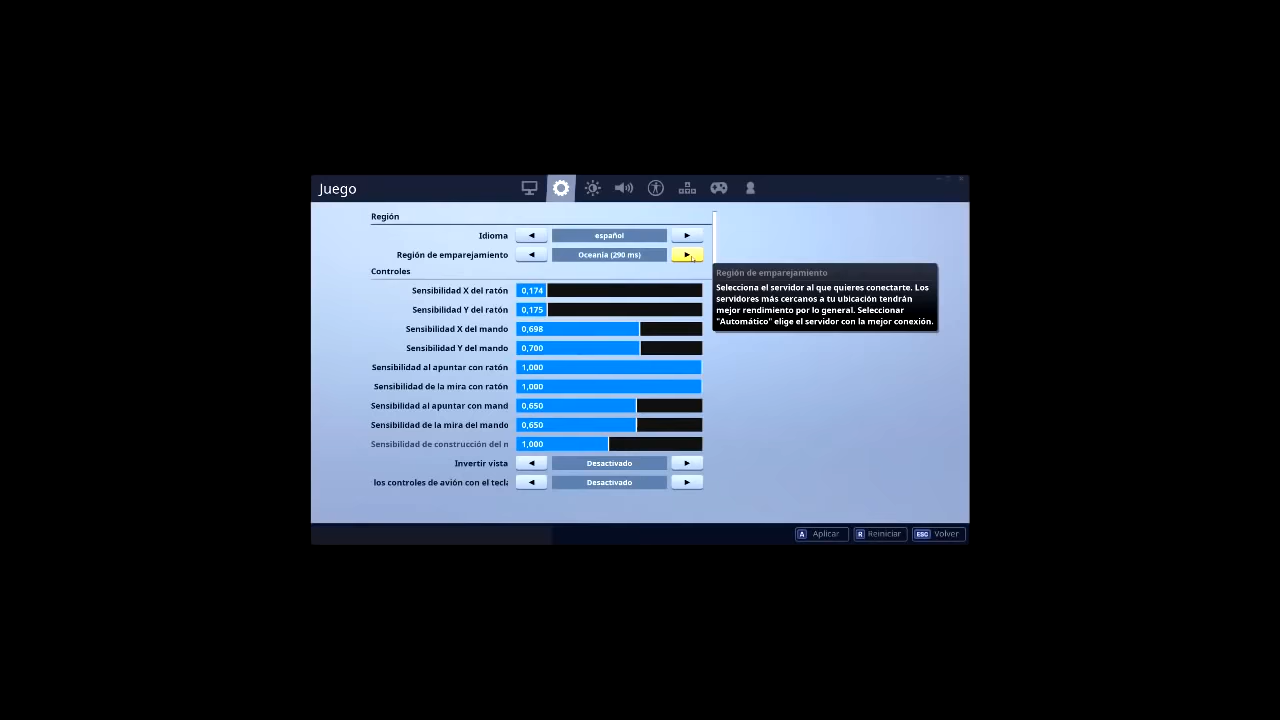 Juego
Región
Idioma
español
Región de emparejamiento
Oceanía (290 ms)
Controles
Región de emparejamiento
Selecciona el servidor al que quieres conectarte. Los
servidores más cercanos a tu ubicación tendrán
mejor rendimiento por lo general. Seleccionar
"Automático" elige el servidor con la mejor conexión.
Sensibilidad X del ratón
0,174
Sensibilidad Y del ratón
0,175
Sensibilidad X del mando
0,698
Sensibilidad Y del mando
0,700
Sensibilidad al apuntar con ratón
1,000
Sensibilidad de la mira con ratón
1,000
Sensibilidad al apuntar con mand
0,650
Sensibilidad de la mira del mando
0,650
Sensibilidad de construcción del n
1,000
Invertir vista
Desactivado
los controles de avión con el tecla
Desactivado
A Aplicar
R Reiniciar
ESC Volver